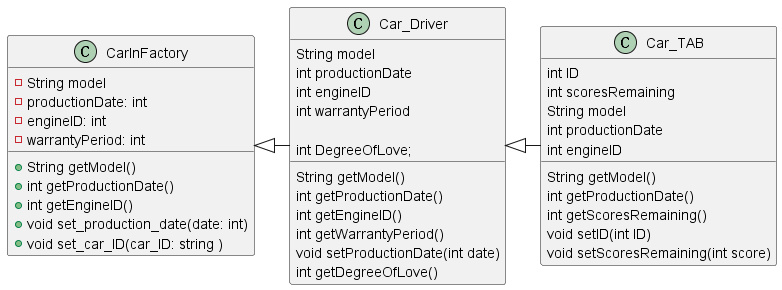 C CarInFactory
String model
productionDate: int
engineID: int
warrantyPeriod: int
String getModel()
int getProductionDate()
int getEngineID()
void set_production_date(date: int)
void set_car_ID(car_ID: string )
C Car_Driver
String model
int productionDate
int engineID
int warrantyPeriod
int DegreeOfLove;
String getModel()
int getProductionDate()
int getEngineID()
int getWarrantyPeriod()
void setProductionDate(int date)
int getDegreeOfLove()
C Car_TAB
int ID
int scoresRemaining
String model
int productionDate
int engineID
String getModel()
int getProductionDate()
int getScoresRemaining()
void setID(int ID)
void setScoresRemaining(int score)